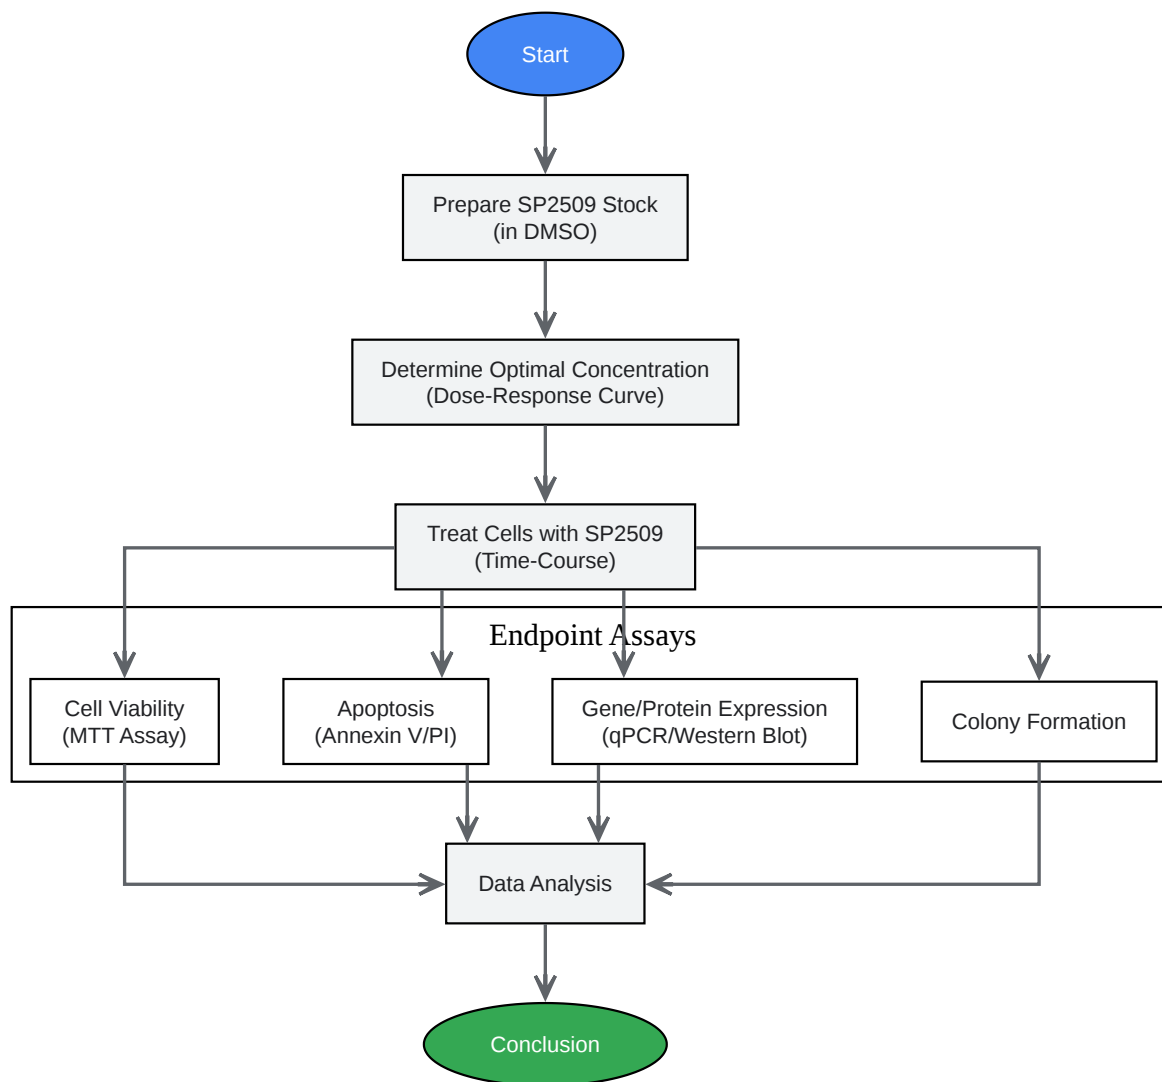 Start
Prepare SP2509 Stock
(in DMSO)
Determine Optimal Concentration
(Dose-Response Curve)
Treat Cells with SP2509
(Time-Course)
Endpoint Assays
Cell Viability
(MTT Assay)
Apoptosis
(Annexin V/PI)
Gene/Protein Expression
(qPCR/Western Blot)
Colony Formation
Data Analysis
Conclusion